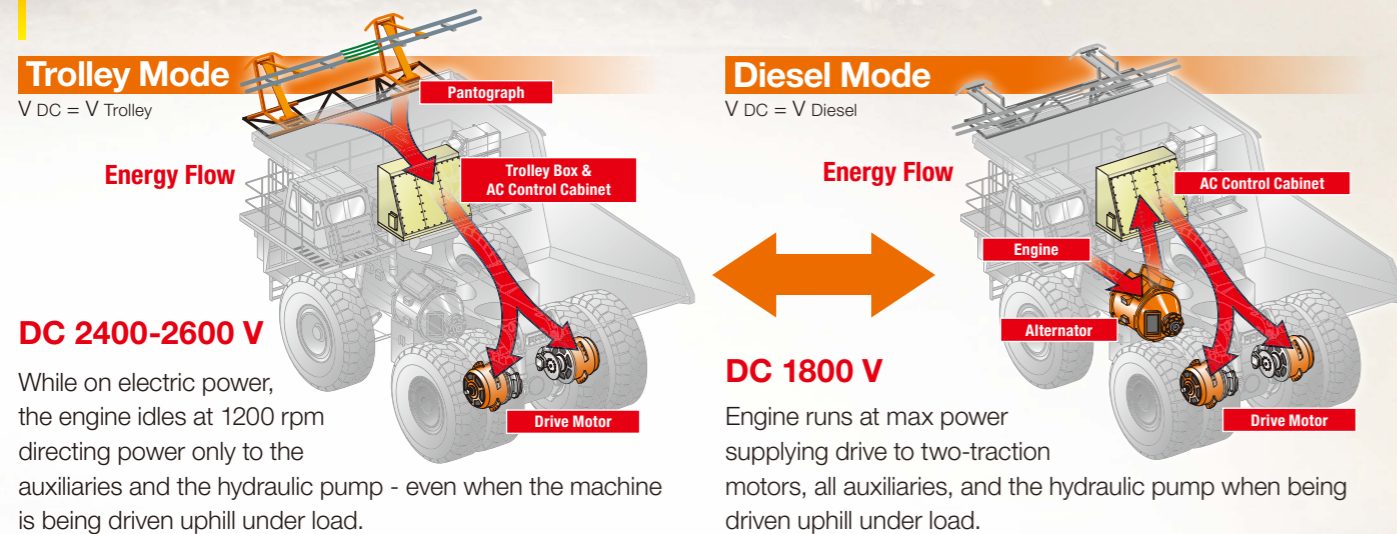 Trolley Mode
V DC = V Trolley
Pantograph
Energy Flow
Trolley Box &
AC Control Cabinet
DC 2400-2600 V
Drive Motor
While on electric power,
the engine idles at 1200 rpm
directing power only to the
auxiliaries and the hydraulic pump - even when the machine
is being driven uphill under load.
Diesel Mode
V DC = V Diesel
Energy Flow
AC Control Cabinet
Engine
Alternator
DC 1800 V
Drive Motor
Engine runs at max power
supplying drive to two-traction
motors, all auxiliaries, and the hydraulic pump when being
driven uphill under load.